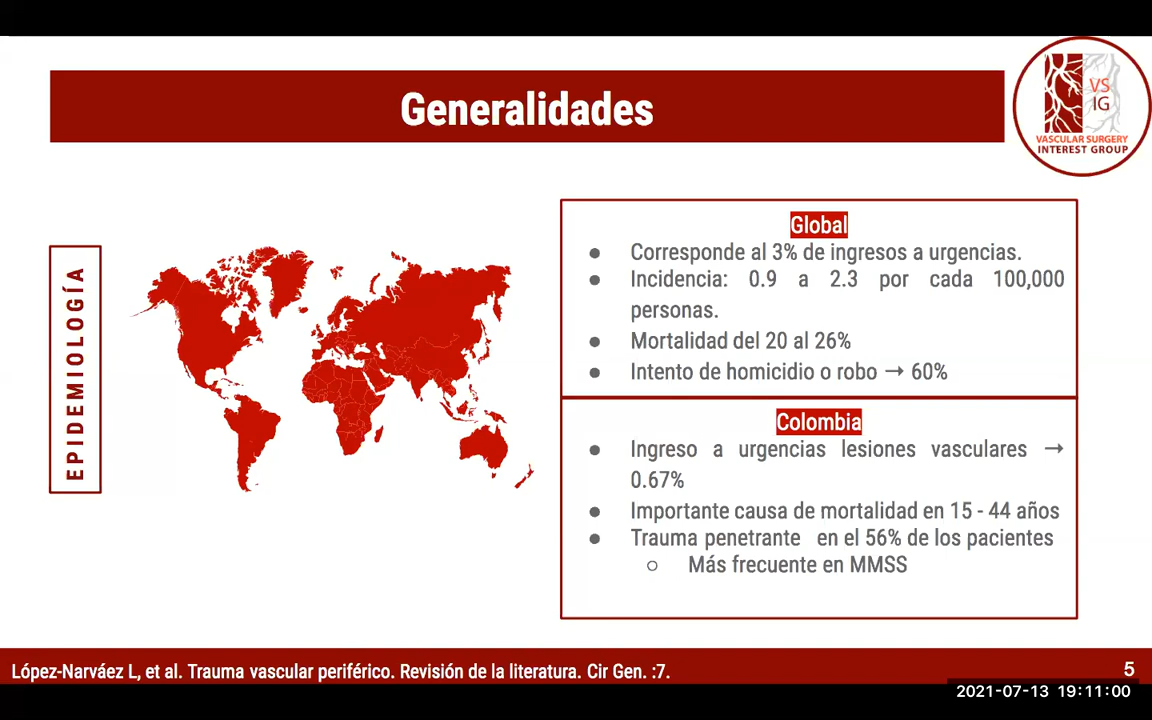 Generalidades
VS
IG
VASCULAR SURGERY
INTEREST GROUP
EPIDEMIOLOGÍA
Global
● Corresponde al 3% de ingresos a urgencias.
● Incidencia: 0.9 a 2.3 por cada 100,000
personas.
● Mortalidad del 20 al 26%
● Intento de homicidio o robo → 60%
Colombia
● Ingreso a urgencias lesiones vasculares →
0.67%
● Importante causa de mortalidad en 15 - 44 años
● Trauma penetrante en el 56% de los pacientes
○ Más frecuente en MMSS
López-Narváez L, et al. Trauma vascular periférico. Revisión de la literatura. Cir Gen. :7.
5
2021-07-13 19:11:00